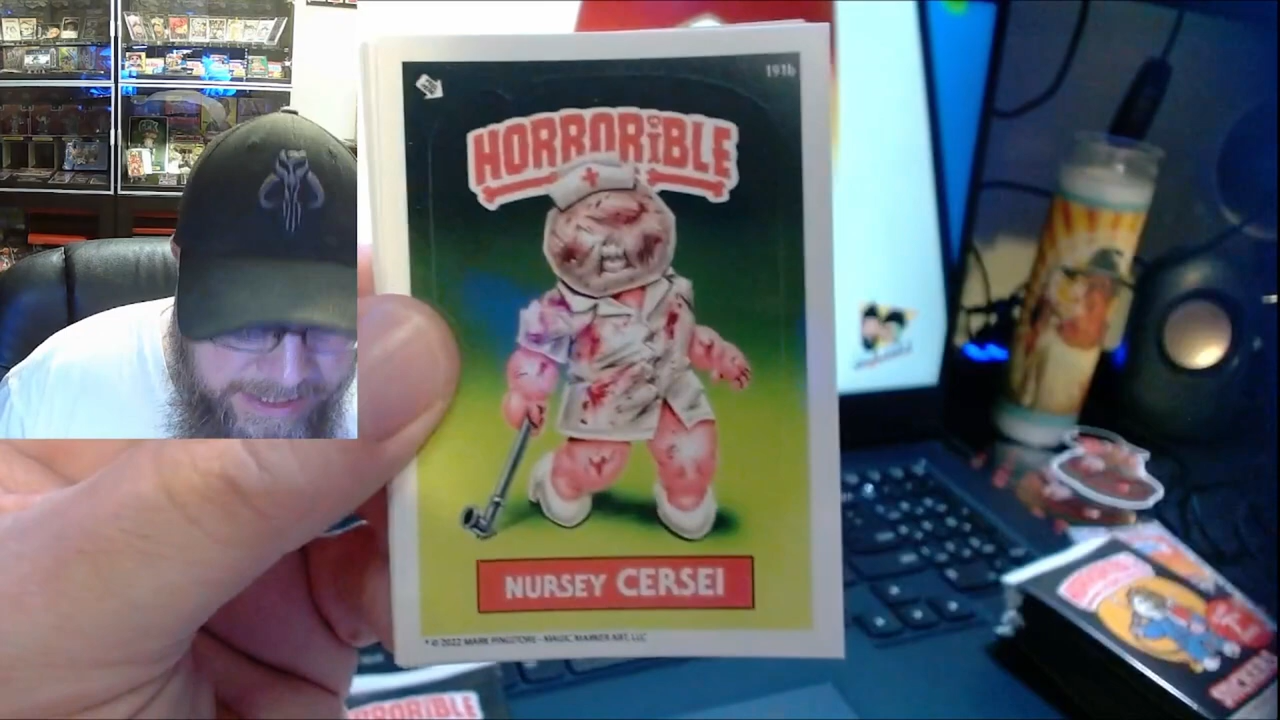 191b
HORRORiBLE
NURSEY CERSEI
* © 2022 MARK PINGITORE - MAGIC MARKER ART, LLC
HORRORIBLE